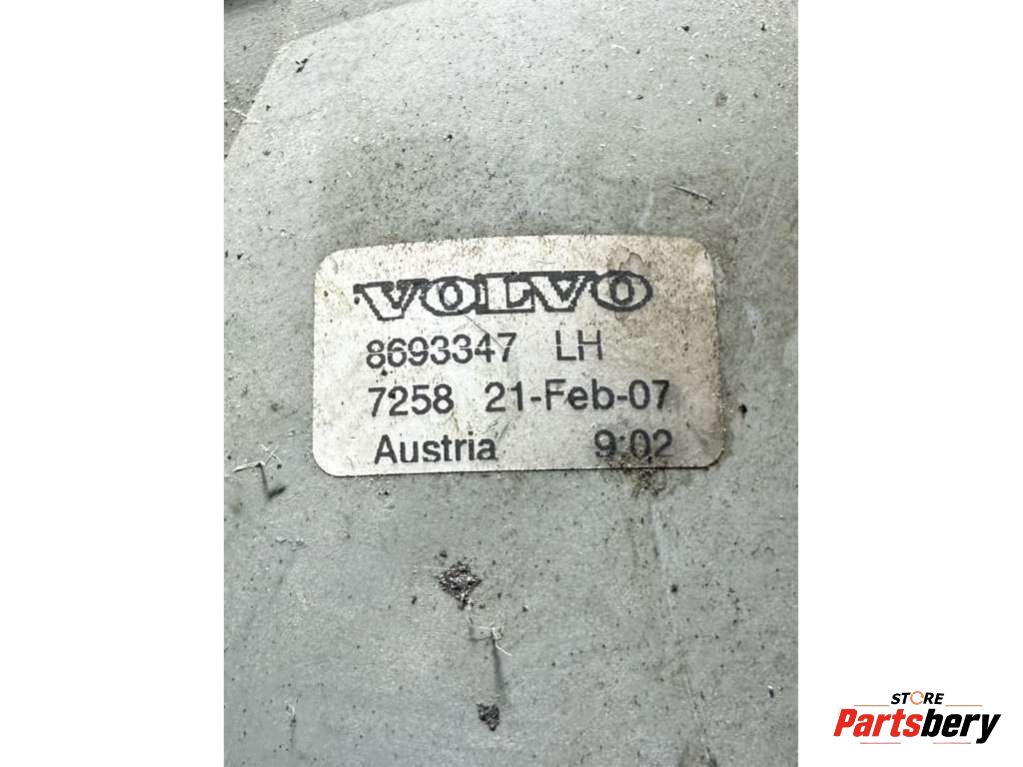 VOLVO
8693347 LH
7258 21-Feb-07
Austria 9:02
STORE
Partsbery